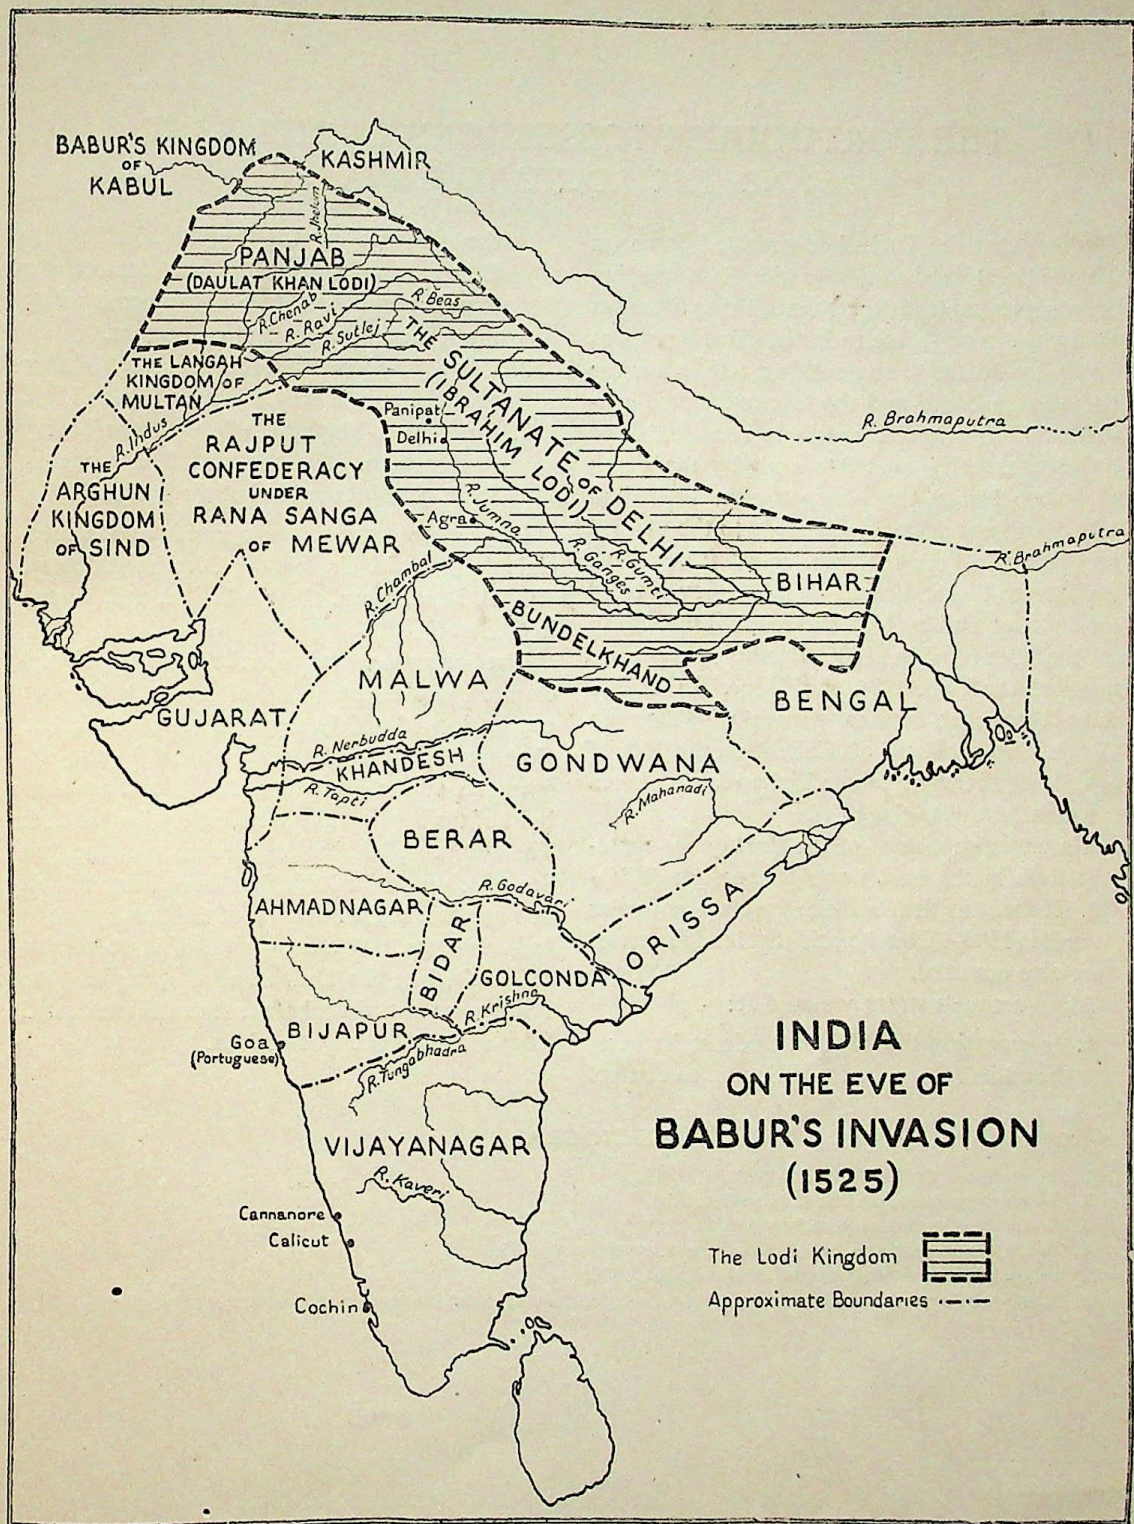 BABUR'S KINGDOM
OF
KABUL
KASHMIR
R. Jhelum
PANJAB
(DAULAT KHAN LODI)
R. Chenab
R. Ravi
R. Beas
R. Sutlej
THE SULTANATE OF DELHI
(IBRAHIM LODI)
THE LANGAH
KINGDOM OF
MULTAN
R. Indus
THE
RAJPUT
CONFEDERACY
UNDER
RANA SANGA
OF MEWAR
THE
ARGHUN
KINGDOM
OF SIND
Panipat
Delhi
Agra
R. Jumna
R. Ganges
R. Gumti
R. Brahmaputra
R. Brahmaputra
BIHAR
R. Chambal
BUNDELKHAND
MALWA
BENGAL
GUJARAT
R. Nerbudda
KHANDESH
R. Tapti
GONDWANA
R. Mahanadi
BERAR
R. Godavari
AHMADNAGAR
BIDAR
GOLCONDA
ORISSA
BIJAPUR
R. Krishna
Goa
(Portuguese)
R. Tungabhadra
VIJAYANAGAR
R. Kaveri
Cannanore
Calicut
Cochin
INDIA
ON THE EVE OF
BABUR'S INVASION
(1525)
The Lodi Kingdom
Approximate Boundaries